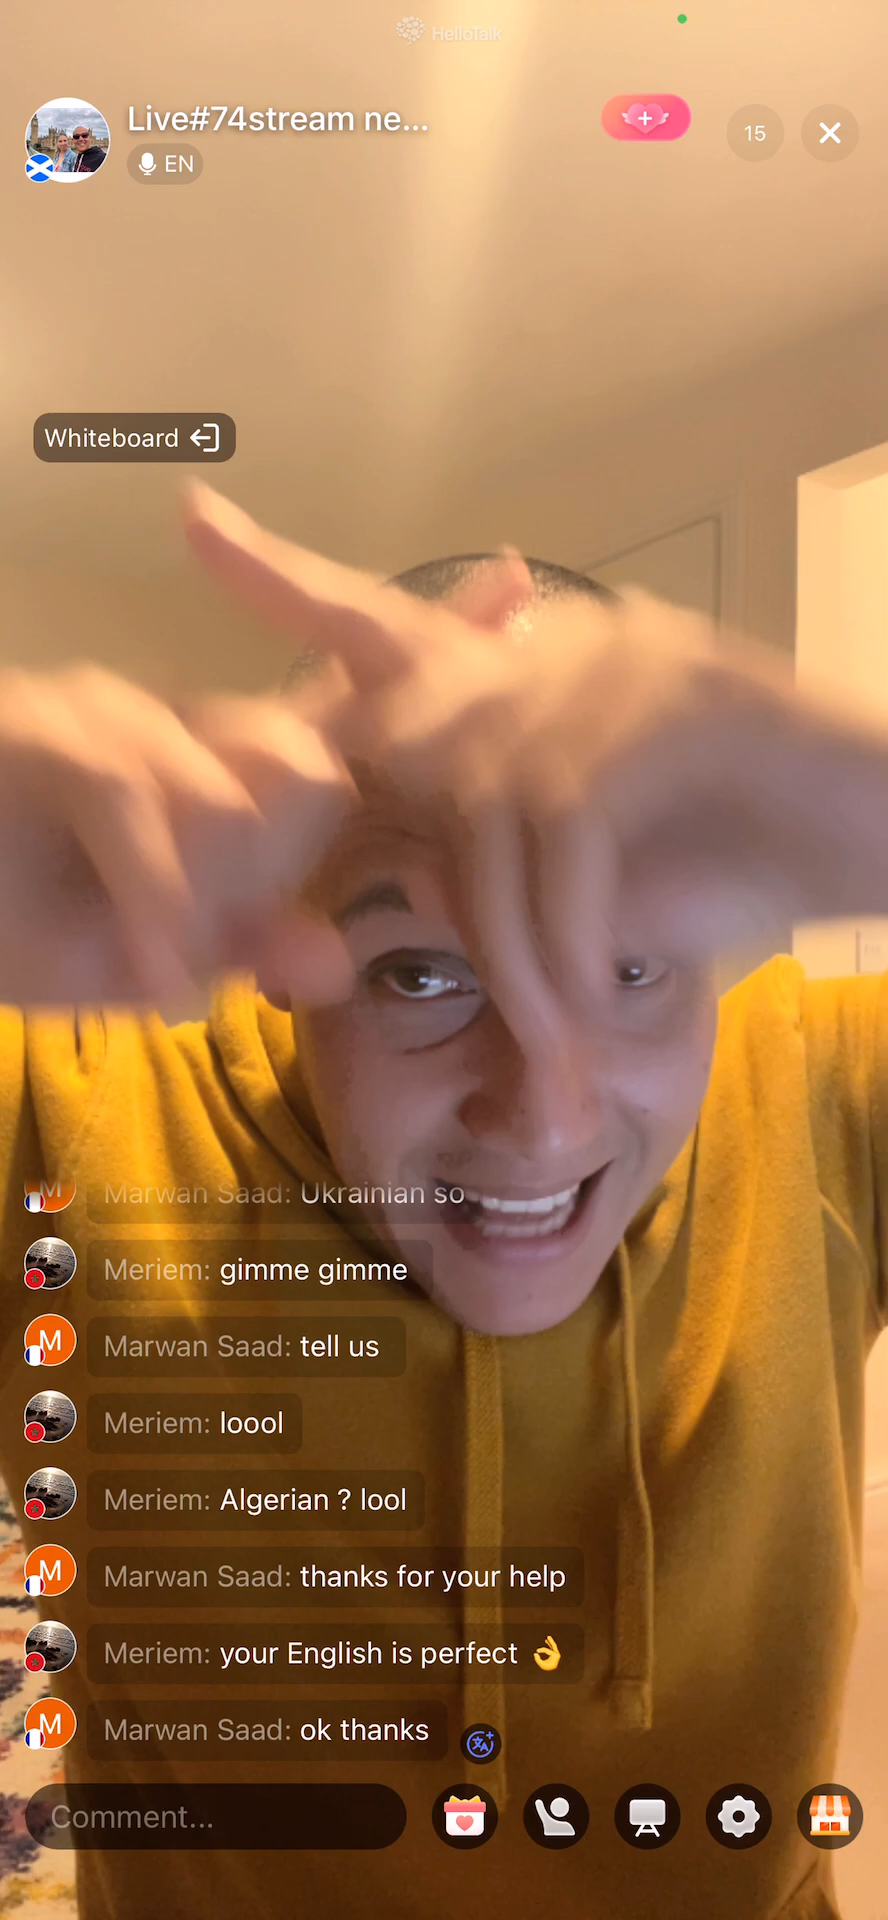 HelloTalk
Live#74stream ne...
EN
15
Whiteboard
Marwan Saad: Ukrainian so
Meriem: gimme gimme
Marwan Saad: tell us
Meriem: loool
Meriem: Algerian ? lool
Marwan Saad: thanks for your help
Meriem: your English is perfect 👌
Marwan Saad: ok thanks
Comment...